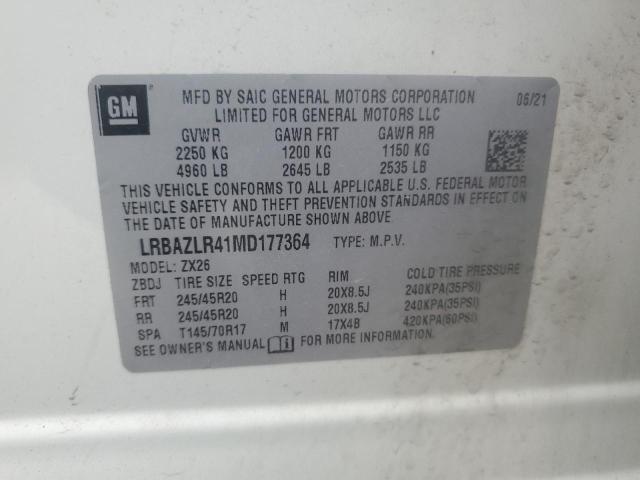 GM
MFD BY SAIC GENERAL MOTORS CORPORATION 06/21
LIMITED FOR GENERAL MOTORS LLC
GVWR GAWR FRT GAWR RR
2250 KG 1200 KG 1150 KG
4960 LB 2645 LB 2535 LB
THIS VEHICLE CONFORMS TO ALL APPLICABLE U.S. FEDERAL MOTOR
VEHICLE SAFETY AND THEFT PREVENTION STANDARDS IN EFFECT ON
THE DATE OF MANUFACTURE SHOWN ABOVE.
LRBAZLR41MD177364 TYPE: M.P.V.
MODEL: ZX26
ZBDJ TIRE SIZE SPEED RTG RIM COLD TIRE PRESSURE
FRT 245/45R20 H 20X8.5J 240KPA(35PSI)
RR 245/45R20 H 20X8.5J 240KPA(35PSI)
SPA T145/70R17 M 17X4B 420KPA(60PSI)
SEE OWNER'S MANUAL FOR MORE INFORMATION.